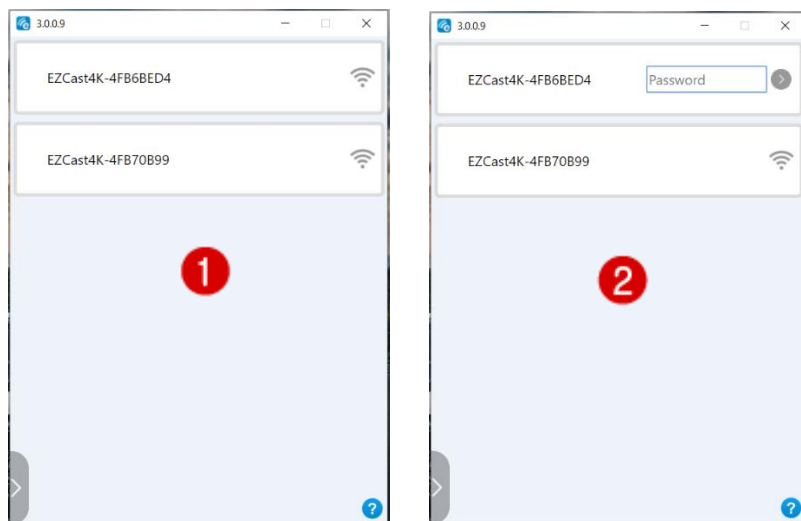 3.0.0.9
EZCast4K-4FB6BED4
EZCast4K-4FB70B99
1
?
3.0.0.9
EZCast4K-4FB6BED4 Password
EZCast4K-4FB70B99
2
?